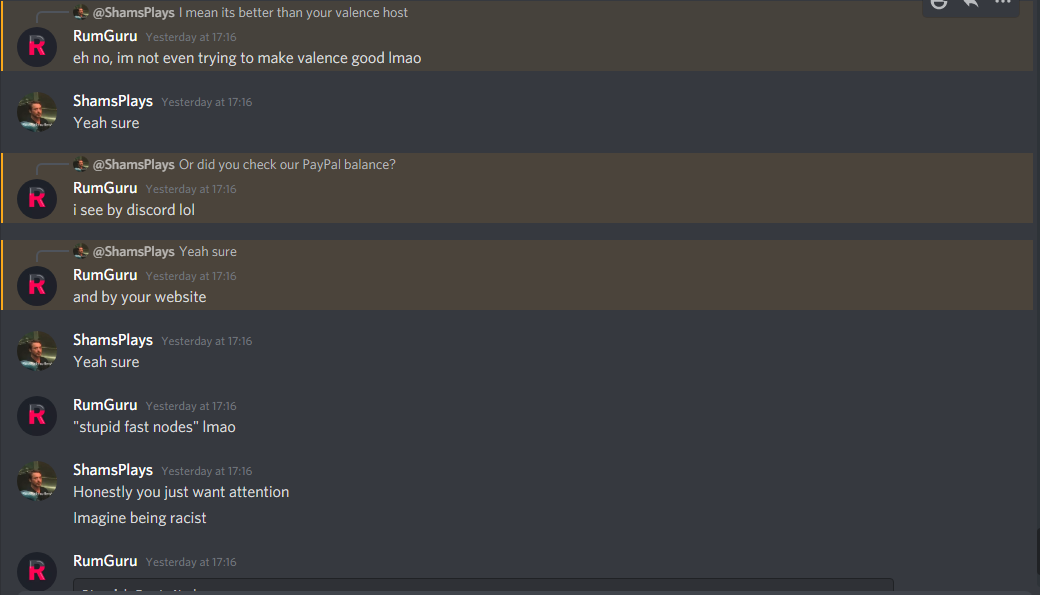 @ShamsPlays I mean its better than your valence host
RumGuru Yesterday at 17:16
eh no, im not even trying to make valence good lmao
ShamsPlays Yesterday at 17:16
Yeah sure
@ShamsPlays Or did you check our PayPal balance?
RumGuru Yesterday at 17:16
i see by discord lol
@ShamsPlays Yeah sure
RumGuru Yesterday at 17:16
and by your website
ShamsPlays Yesterday at 17:16
Yeah sure
RumGuru Yesterday at 17:16
"stupid fast nodes" lmao
ShamsPlays Yesterday at 17:16
Honestly you just want attention
Imagine being racist
RumGuru Yesterday at 17:16